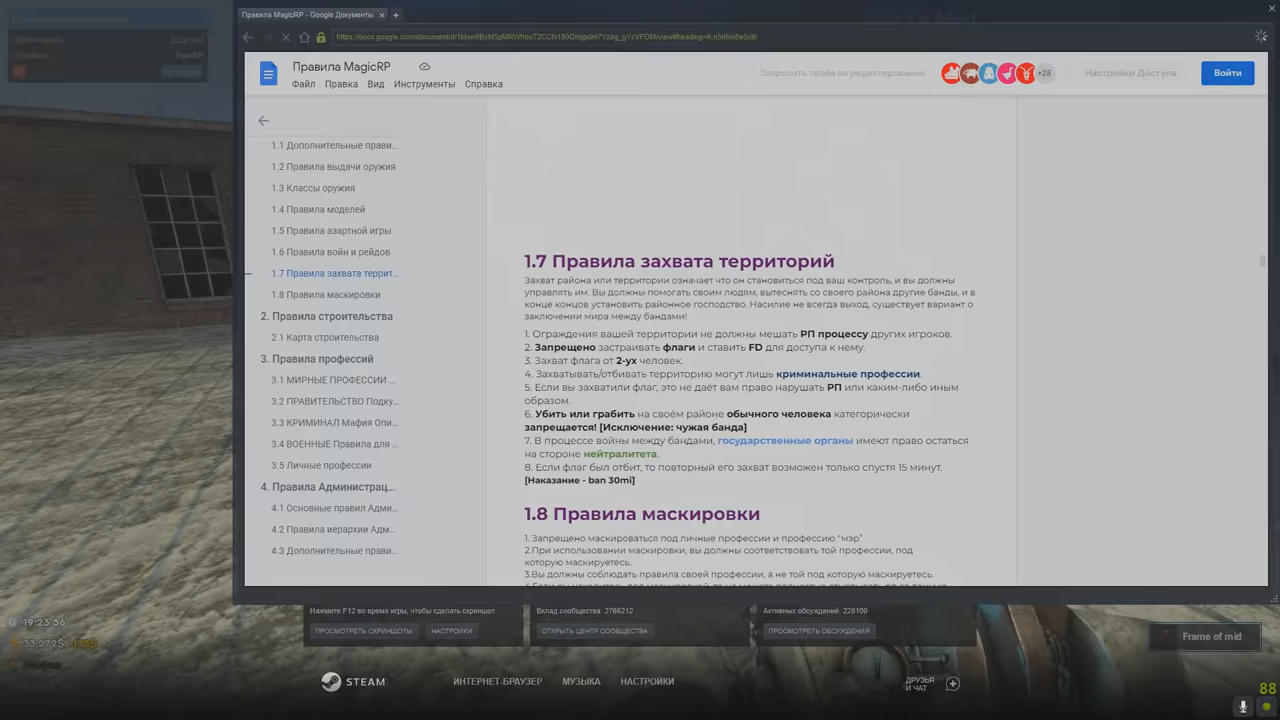 Правила MagicRP - Google Документы
Правила MagicRP
Запросить права на редактирование
+28
Настройки Доступа
Войти
Файл Правка Вид Инструменты Справка
1.1 Дополнительные прави...
1.2 Правила выдачи оружия
1.3 Классы оружия
1.4 Правила моделей
1.5 Правила азартной игры
1.6 Правила войн и рейдов
1.7 Правила захвата террит...
1.8 Правила маскировки
2. Правила строительства
2.1 Карта строительства
3. Правила профессий
3.1 МИРНЫЕ ПРОФЕССИИ ...
3.2 ПРАВИТЕЛЬСТВО Подку...
3.3 КРИМИНАЛ Мафия Опи...
3.4 ВОЕННЫЕ Правила для ...
3.5 Личные профессии
4. Правила Администрац...
4.1 Основные правил Адми...
4.2 Правила иерархии Адм...
4.3 Дополнительные прави...
1.7 Правила захвата территорий
Захват района или территории означает что он становиться под ваш контроль, и вы должны
управлять им. Вы должны помогать своим людям, вытеснять со своего района другие банды, и в
конце концов установить районное господство. Насилие не всегда выход, существует вариант о
заключении мира между бандами!
1. Ограждения вашей территории не должны мешать РП процессу других игроков.
2. Запрещено застраивать флаги и ставить FD для доступа к нему.
3. Захват флага от 2-ух человек.
4. Захватывать/отбивать территорию могут лишь криминальные профессии.
5. Если вы захватили флаг, это не даёт вам право нарушать РП или каким-либо иным
образом.
6. Убить или грабить на своём районе обычного человека категорически
запрещается! [Исключение: чужая банда]
7. В процессе войны между бандами, государственные органы имеют право остаться
на стороне нейтралитета.
8. Если флаг был отбит, то повторный его захват возможен только спустя 15 минут.
[Наказание - ban 30mi]
1.8 Правила маскировки
1. Запрещено маскироваться под личные профессии и профессию "мэр"
2.При использовании маскировки, вы должны соответствовать той профессии, под
которую маскируетесь.
3.Вы должны соблюдать правила своей профессии, а не той под которую маскируетесь.
Нажмите F12 во время игры, чтобы сделать скриншот
ПРОСМОТРЕТЬ СКРИНШОТЫ
НАСТРОЙКИ
Вклад сообщества: 2766212
ОТКРЫТЬ ЦЕНТР СООБЩЕСТВА
Активных обсуждений: 228100
ПРОСМОТРЕТЬ ОБСУЖДЕНИЯ
19:23:56
33,272$
Frame of mid
STEAM
ИНТЕРНЕТ-БРАУЗЕР МУЗЫКА НАСТРОЙКИ
ДРУЗЬЯ
И ЧАТ
88